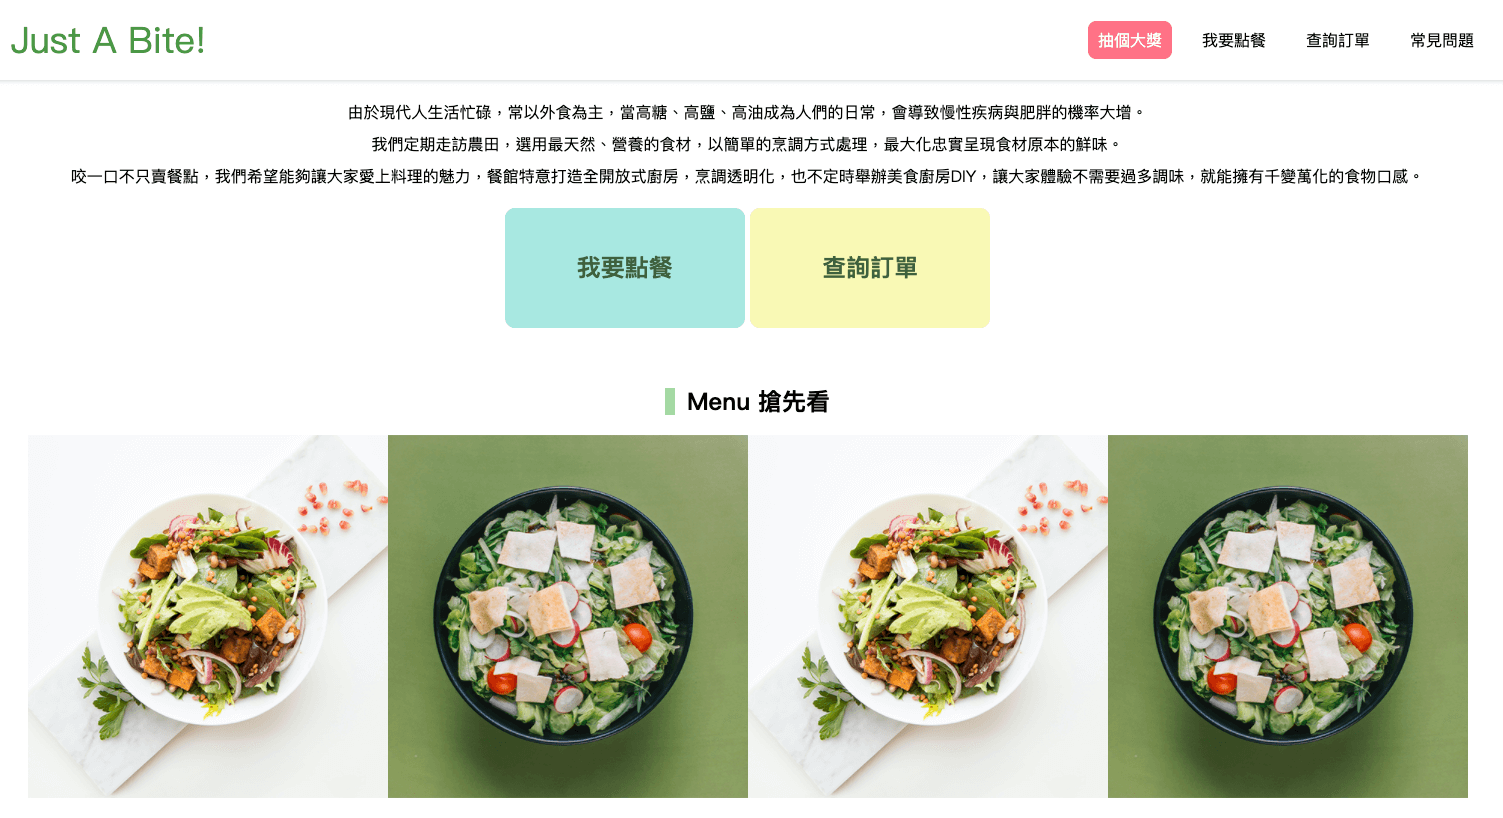 Just A Bite!
抽個大獎
我要點餐
查詢訂單
常見問題
由於現代人生活忙碌，常以外食為主，當高糖、高鹽、高油成為人們的日常，會導致慢性疾病與肥胖的機率大增。
我們定期走訪農田，選用最天然、營養的食材，以簡單的烹調方式處理，最大化忠實呈現食材原本的鮮味。
咬一口不只賣餐點，我們希望能夠讓大家愛上料理的魅力，餐館特意打造全開放式廚房，烹調透明化，也不定時舉辦美食廚房DIY，讓大家體驗不需要過多調味，就能擁有千變萬化的食物口感。
我要點餐
查詢訂單
Menu 搶先看